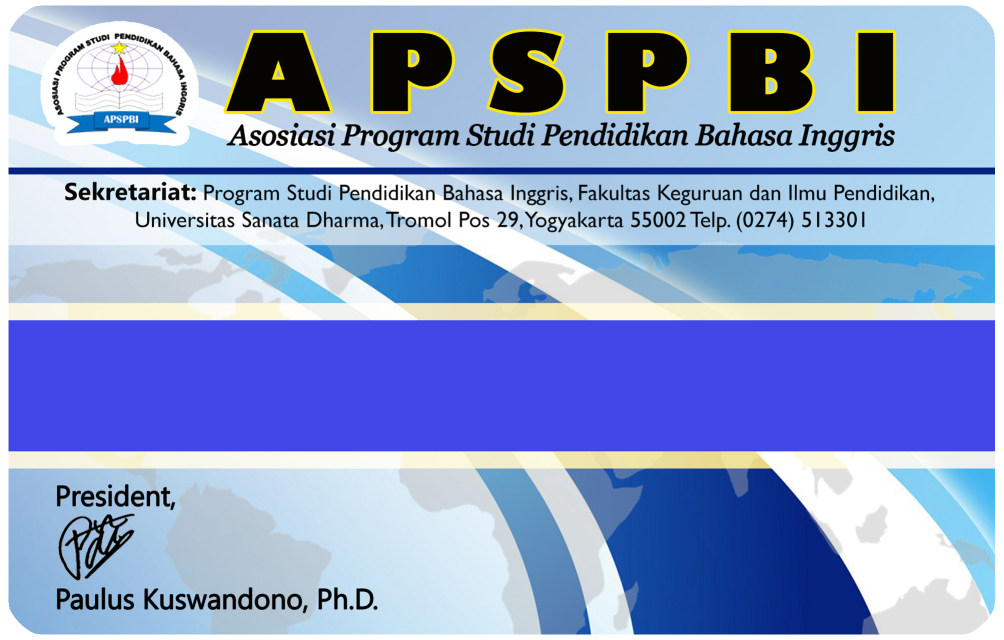 ASOSIASI PROGRAM STUDI PENDIDIKAN BAHASA INGGRIS
APSPBI
APSPBI
Asosiasi Program Studi Pendidikan Bahasa Inggris
Sekretariat: Program Studi Pendidikan Bahasa Inggris, Fakultas Keguruan dan Ilmu Pendidikan,
Universitas Sanata Dharma, Tromol Pos 29, Yogyakarta 55002 Telp. (0274) 513301
President,
Paulus Kuswandono, Ph.D.